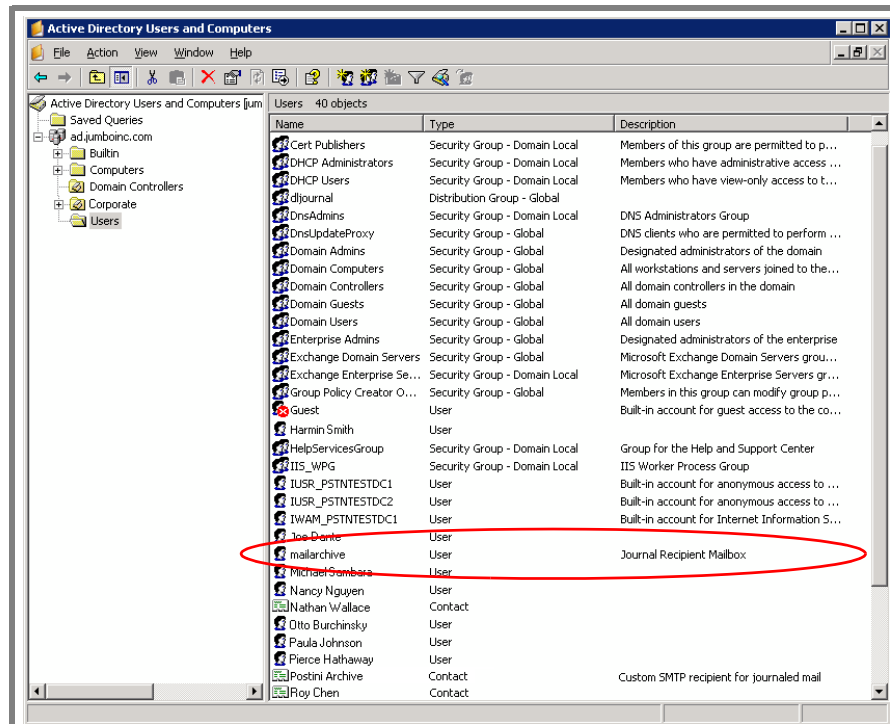 Active Directory Users and Computers
File Action View Window Help
Active Directory Users and Computers [jum
Saved Queries
ad.jumboinc.com
Builtin
Computers
Domain Controllers
Corporate
Users
Users 40 objects
Name Type Description
Cert Publishers Security Group - Domain Local Members of this group are permitted to p...
DHCP Administrators Security Group - Domain Local Members who have administrative access ...
DHCP Users Security Group - Domain Local Members who have view-only access to t...
dljournal Distribution Group - Global
DnsAdmins Security Group - Domain Local DNS Administrators Group
DnsUpdateProxy Security Group - Global DNS clients who are permitted to perform ...
Domain Admins Security Group - Global Designated administrators of the domain
Domain Computers Security Group - Global All workstations and servers joined to the...
Domain Controllers Security Group - Global All domain controllers in the domain
Domain Guests Security Group - Global All domain guests
Domain Users Security Group - Global All domain users
Enterprise Admins Security Group - Global Designated administrators of the enterprise
Exchange Domain Servers Security Group - Global Microsoft Exchange Domain Servers grou...
Exchange Enterprise Se... Security Group - Domain Local Microsoft Exchange Enterprise Servers gr...
Group Policy Creator O... Security Group - Global Members in this group can modify group p...
Guest User Built-in account for guest access to the co...
Harmin Smith User
HelpServicesGroup Security Group - Domain Local Group for the Help and Support Center
IIS_WPG Security Group - Domain Local IIS Worker Process Group
IUSR_PSTNTESTDC1 User Built-in account for anonymous access to ...
IUSR_PSTNTESTDC2 User Built-in account for anonymous access to ...
IWAM_PSTNTESTDC1 User Built-in account for Internet Information S...
Joe Dante User
mailarchive User Journal Recipient Mailbox
Michael Sambara User
Nancy Nguyen User
Nathan Wallace Contact
Otto Burchinsky User
Paula Johnson User
Pierce Hathaway User
Postini Archive Contact Custom SMTP recipient for journaled mail
Roy Chen Contact